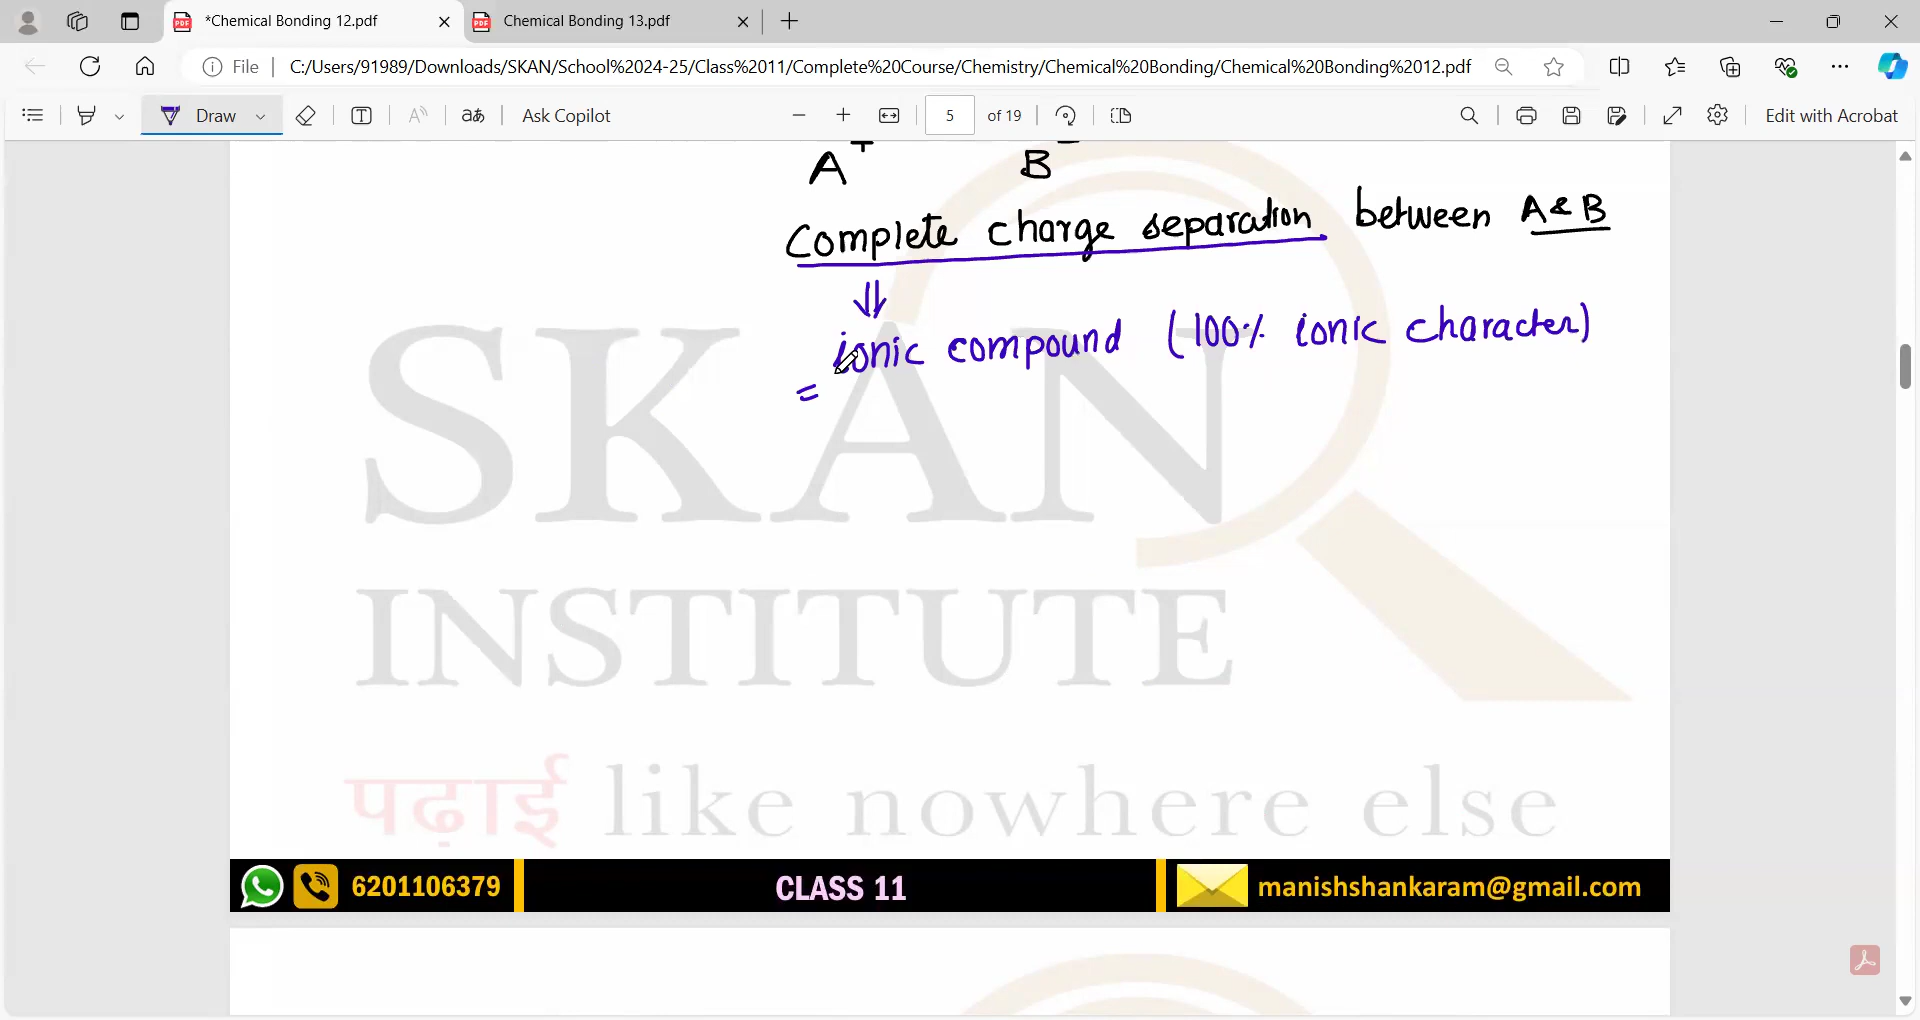 *Chemical Bonding 12.pdf
Chemical Bonding 13.pdf
File
C:/Users/91989/Downloads/SKAN/School%2024-25/Class%2011/Complete%20Course/Chemistry/Chemical%20Bonding/Chemical%20Bonding%2012.pdf
Draw
T
A
aあ
Ask Copilot
5 of 19
Edit with Acrobat
A+ B-
Complete charge separation between A & B
⇓
ionic compound (100% ionic character)
=
SKAN
INSTITUTE
पढ़ाई like nowhere else
6201106379
CLASS 11
manishshankaram@gmail.com